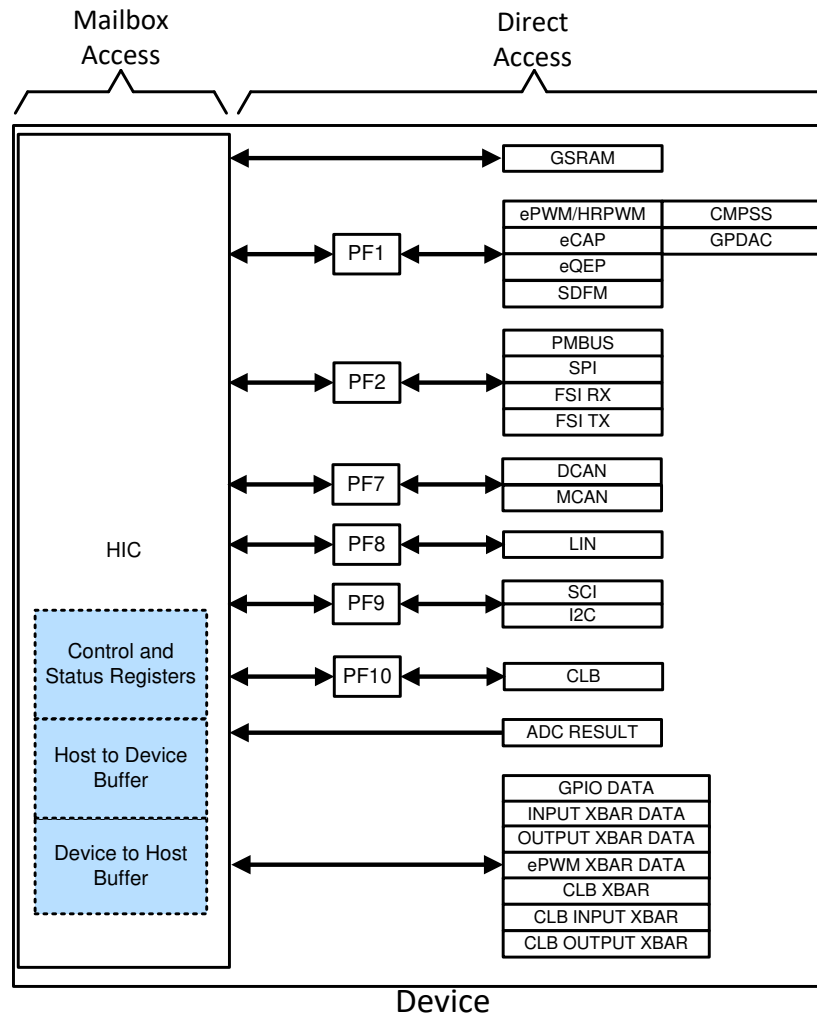 Mailbox
Access
Direct
Access
GSRAM
ePWM/HRPWM
CMPSS
PF1
eCAP
GPDAC
eQEP
SDFM
PMBUS
PF2
SPI
FSI RX
FSI TX
PF7
DCAN
MCAN
HIC
PF8
LIN
PF9
SCI
I2C
Control and
Status Registers
PF10
CLB
ADC RESULT
Host to Device
Buffer
GPIO DATA
INPUT XBAR DATA
OUTPUT XBAR DATA
Device to Host
Buffer
ePWM XBAR DATA
CLB XBAR
CLB INPUT XBAR
CLB OUTPUT XBAR
Device